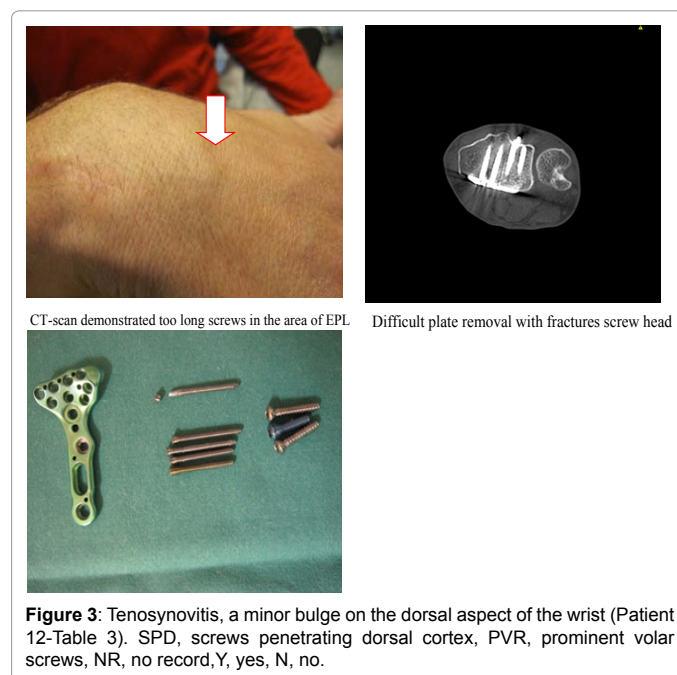 CT-scan demonstrated too long screws in the area of EPL
Difficult plate removal with fractures screw head
Figure 3: Tenosynovitis, a minor bulge on the dorsal aspect of the wrist (Patient
12-Table 3). SPD, screws penetrating dorsal cortex, PVR, prominent volar
screws, NR, no record,Y, yes, N, no.